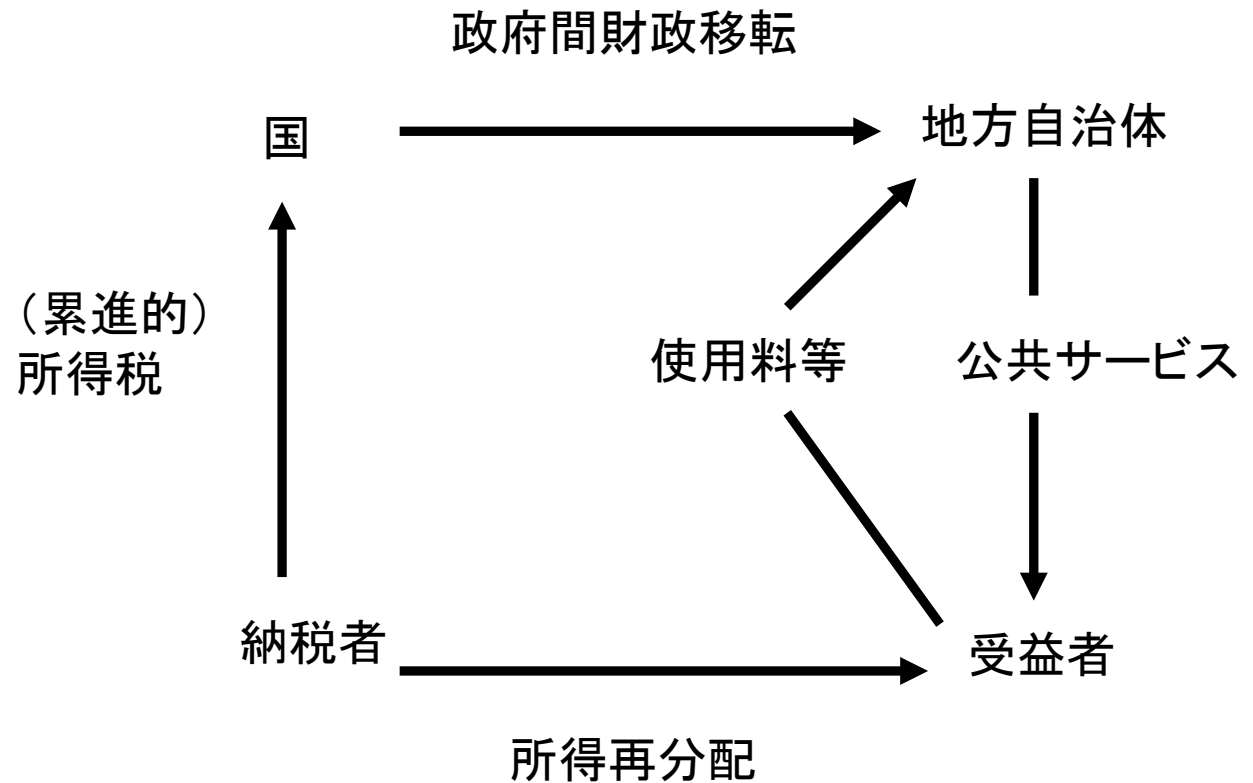 政府間財政移転
国
地方自治体
（累進的）
所得税
使用料等
公共サービス
納税者
受益者
所得再分配